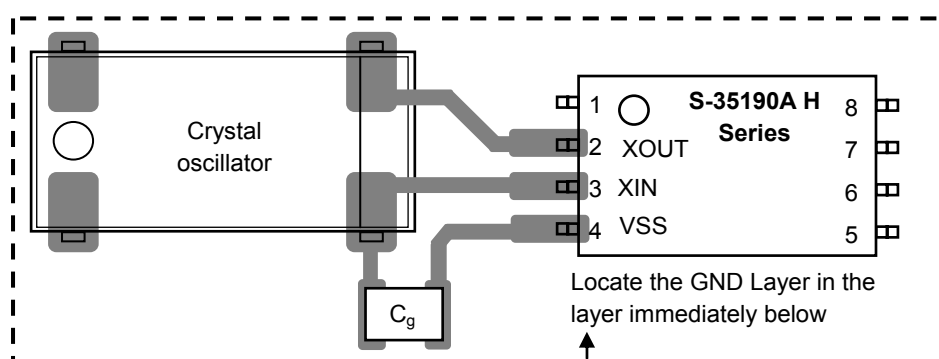 Crystal
oscillator
S-35190A H
Series
1
2 XOUT
3 XIN
4 VSS
8
7
6
5
Cg
Locate the GND Layer in the
layer immediately below